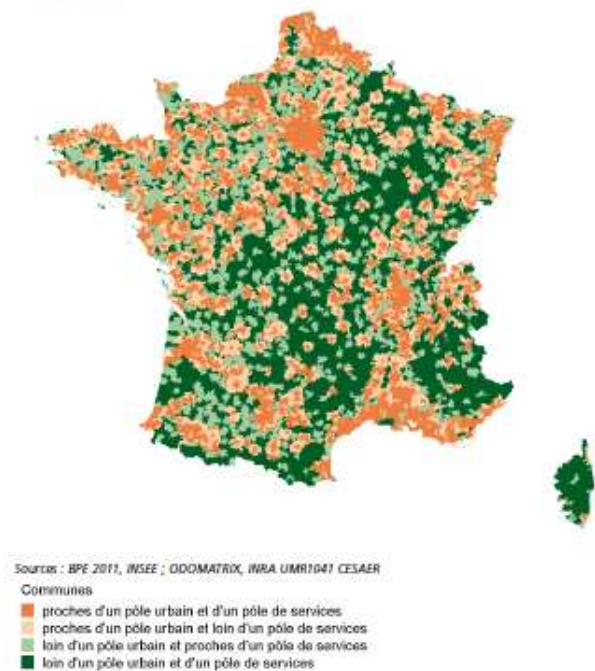 Sources : BPE 2011, INSEE ; ODOMATRIX, INRA UMR1041 CESAER
Communes
proches d'un pôle urbain et d'un pôle de services
proches d'un pôle urbain et loin d'un pôle de services
loin d'un pôle urbain et proches d'un pôle de services
loin d'un pôle urbain et d'un pôle de services